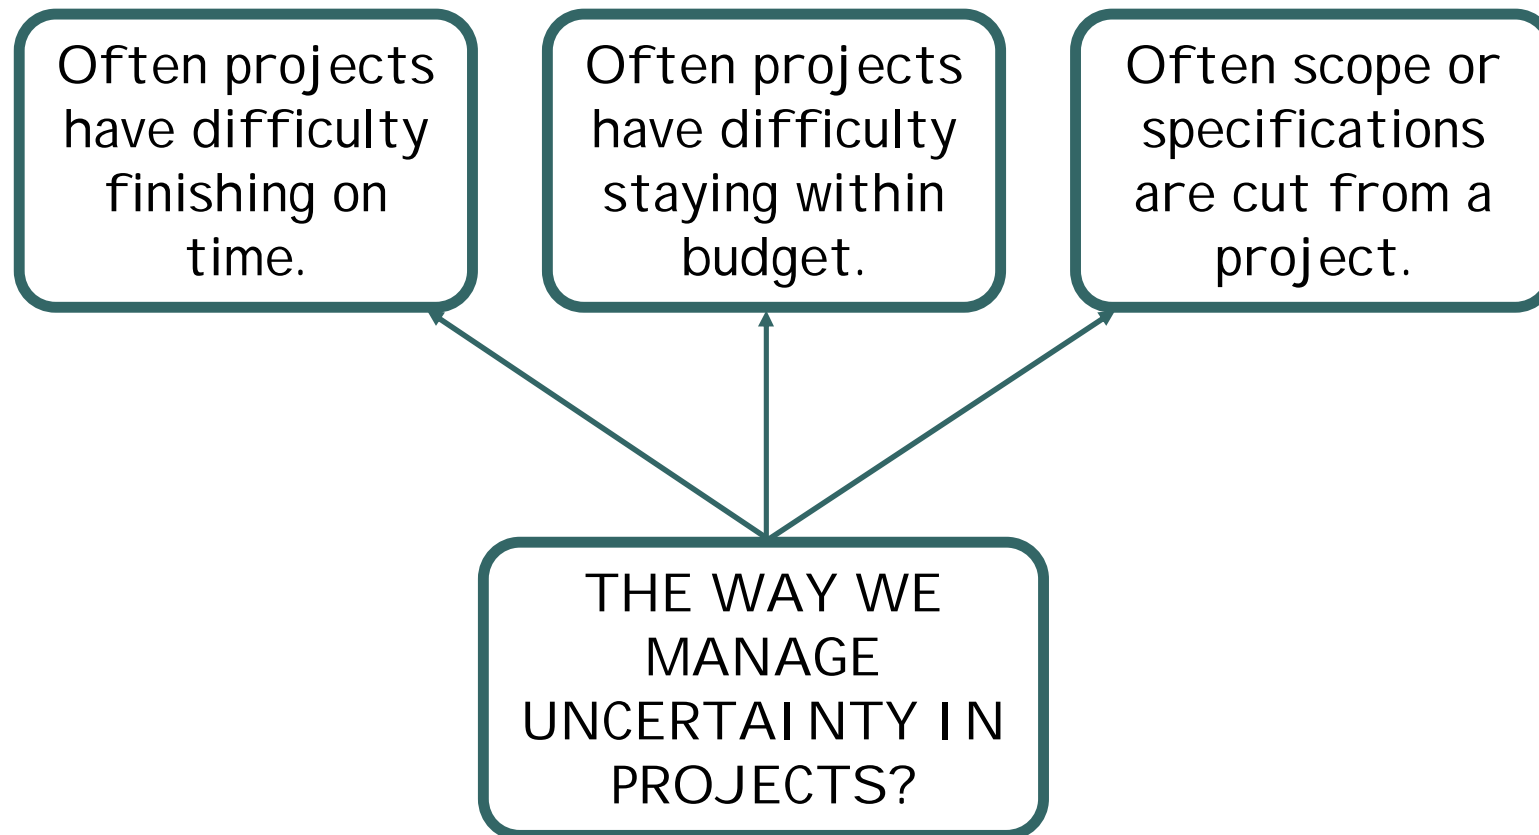 Often projects
have difficulty
finishing on
time.
Often projects
have difficulty
staying within
budget.
Often scope or
specifications
are cut from a
project.
THE WAY WE
MANAGE
UNCERTAINTY IN
PROJECTS?